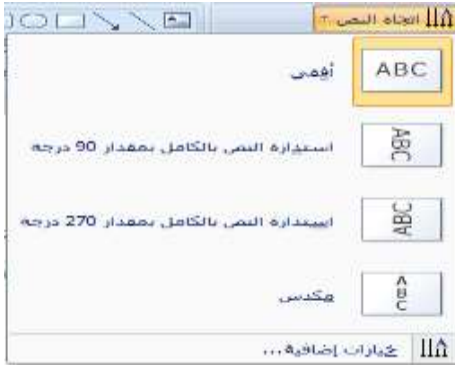 اتجاه النص
ABC أفقي
ABC استدارة النص بالكامل بمقدار 90 درجة
ABC استدارة النص بالكامل بمقدار 270 درجة
ABC مكدس
خيارات إضافية...